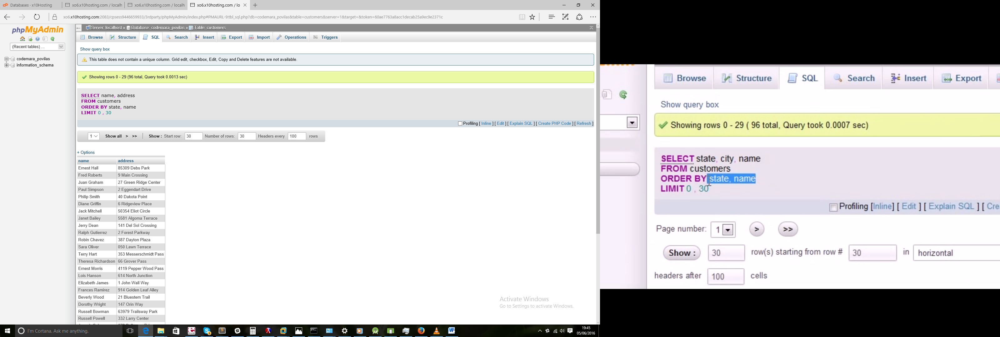 Databases - x10Hosting
xo6.x10hosting.com / localh
xo6.x10hosting.com / localh
xo6.x10hosting.com / lo
xo6.x10hosting.com:2083/cpsess9446659933/3rdparty/phpMyAdmin/index.php#PMAURL-9:tbl_sql.php?db=codemara_povilas&table=customers&server=1&target=&token=60ae7763a8acc1decab25a9ec9e2371c
phpMyAdmin
(Recent tables) ...
codemara_povilas
information_schema
Server: localhost » Database: codemara_povilas » Table: customers
Browse Structure SQL Search Insert Export Import Operations Triggers
Show query box
This table does not contain a unique column. Grid edit, checkbox, Edit, Copy and Delete features are not available.
Showing rows 0 - 29 (96 total, Query took 0.0013 sec)
SELECT name, address
FROM customers
ORDER BY state, name
LIMIT 0 , 30
Profiling [ Inline ] [ Edit ] [ Explain SQL ] [ Create PHP Code ] [ Refresh ]
1 Show all > >> Show : Start row: 30 Number of rows: 30 Headers every 100 rows
+ Options
name address
Ernest Hall 85309 Debs Park
Fred Roberts 9 Main Crossing
Juan Graham 27 Green Ridge Center
Paul Simpson 2 Eggendart Drive
Philip Smith 40 Dakota Point
Diane Griffin 6 Ridgeview Place
Jack Mitchell 50354 Eliot Circle
Janet Bailey 5581 Algoma Terrace
Jerry Dean 141 Del Sol Crossing
Ralph Gutierrez 2 Forest Parkway
Robin Chavez 387 Dayton Plaza
Sara Oliver 050 Lawn Terrace
Terry Hart 353 Messerschmidt Pass
Theresa Richardson 66 Grover Pass
Ernest Morris 4119 Pepper Wood Pass
Lois Hanson 614 North Junction
Elizabeth James 1 John Wall Way
Frances Ramirez 914 Golden Leaf Alley
Beverly Wood 21 Bluestem Trail
Dorothy Wright 147 Orin Way
Russell Bowman 63979 Trailsway Park
Russell Powell 332 Larry Center
Activate Windows
Go to Settings to activate Windows.
I'm Cortana. Ask me anything.
19:45
05/06/2016
Browse Structure SQL Search Insert Export
Show query box
Showing rows 0 - 29 ( 96 total, Query took 0.0007 sec)
SELECT state, city, name
FROM customers
ORDER BY state, name
LIMIT 0 , 30
Profiling [Inline] [ Edit ] [ Explain SQL ] [ Cre
Page number: 1 > >>
Show : 30 row(s) starting from row # 30 in horizontal
headers after 100 cells